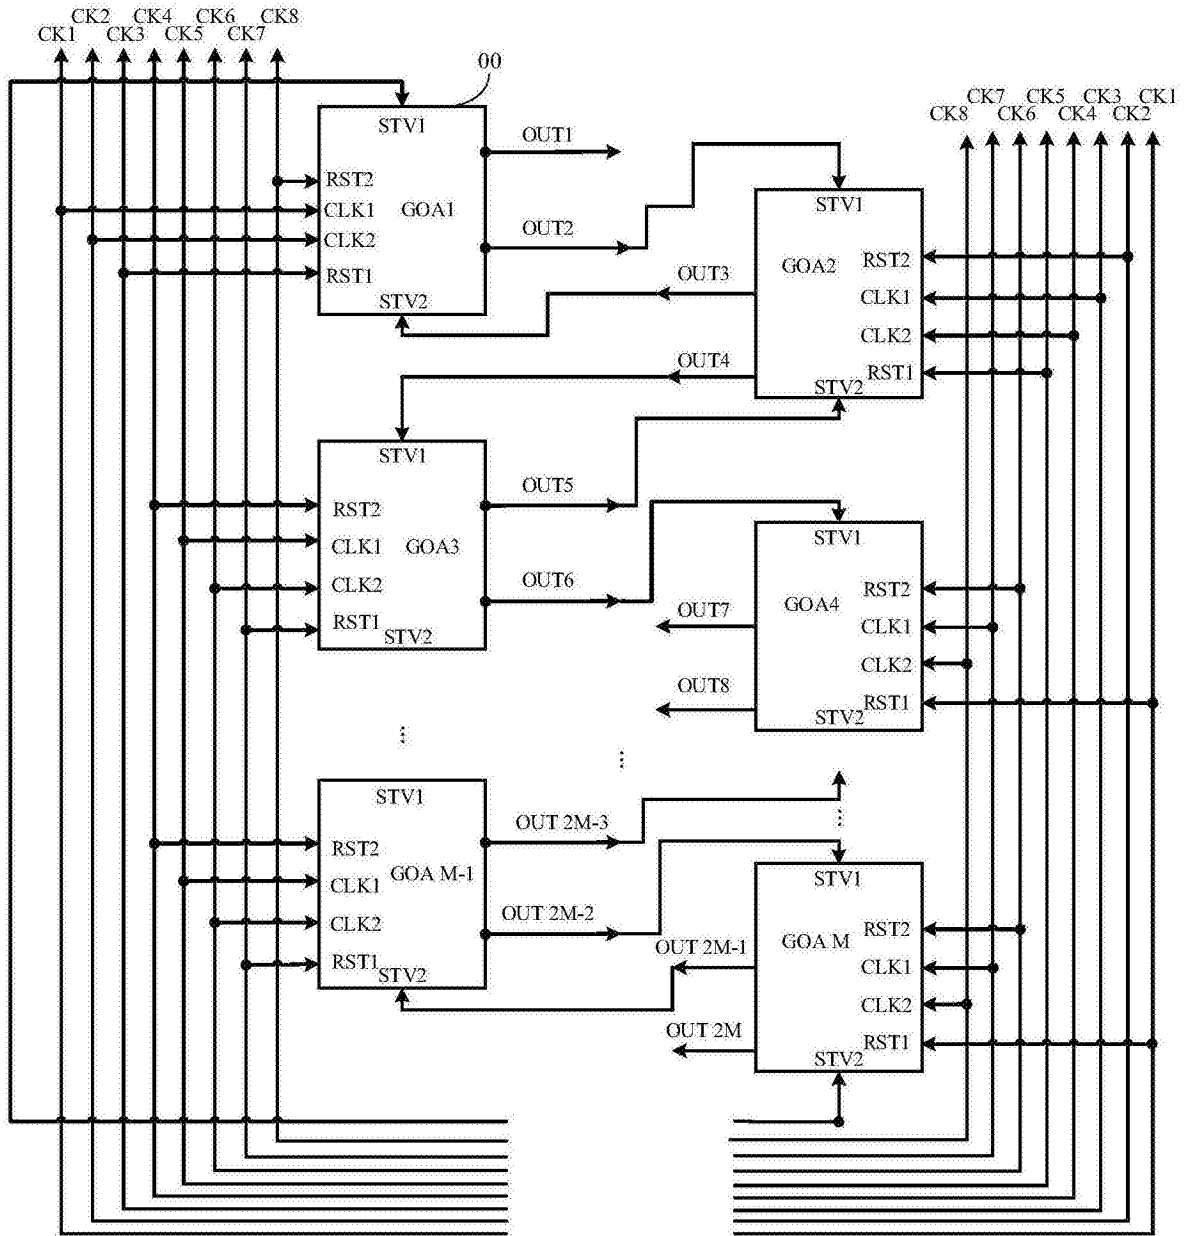 CK1 CK2 CK3 CK4 CK5 CK6 CK7 CK8
00
CK8 CK7 CK6 CK5 CK4 CK3 CK2 CK1
STV1
RST2
CLK1
CLK2
RST1
GOA1
STV2
OUT1
OUT2
STV1
GOA2
RST2
CLK1
CLK2
RST1
STV2
OUT3
OUT4
STV1
RST2
CLK1
CLK2
RST1
GOA3
STV2
OUT5
OUT6
STV1
GOA4
RST2
CLK1
CLK2
RST1
STV2
OUT7
OUT8
...
...
...
STV1
RST2
CLK1
CLK2
RST1
GOA M-1
STV2
OUT 2M-3
OUT 2M-2
STV1
GOA M
RST2
CLK1
CLK2
RST1
STV2
OUT 2M-1
OUT 2M